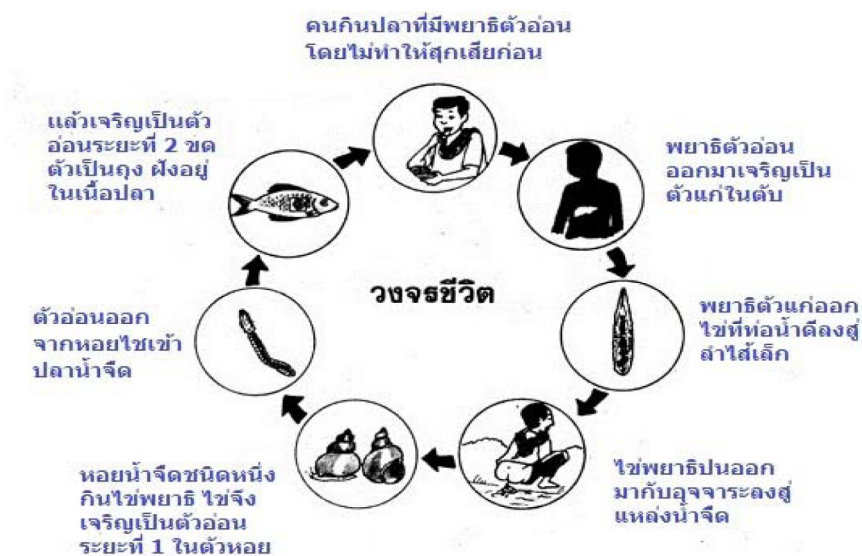 คนกินปลาที่มีพยาธิตัวอ่อน
โดยไม่ทำให้สุกเสียก่อน
พยาธิตัวอ่อน
ออกมาเจริญเป็น
ตัวแก่ในตับ
พยาธิตัวแก่ออก
ไข่ที่ท่อน้ำดีลงสู่
ลำไส้เล็ก
ไข่พยาธิปนออก
มากับอุจจาระลงสู่
แหล่งน้ำจืด
หอยน้ำจืดชนิดหนึ่ง
กินไข่พยาธิ ไข่จึง
เจริญเป็นตัวอ่อน
ระยะที่ 1 ในตัวหอย
ตัวอ่อนออก
จากหอยไชเข้า
ปลาน้ำจืด
แล้วเจริญเป็นตัว
อ่อนระยะที่ 2 ขด
ตัวเป็นถุง ฝังอยู่
ในเนื้อปลา
วงจรชีวิต